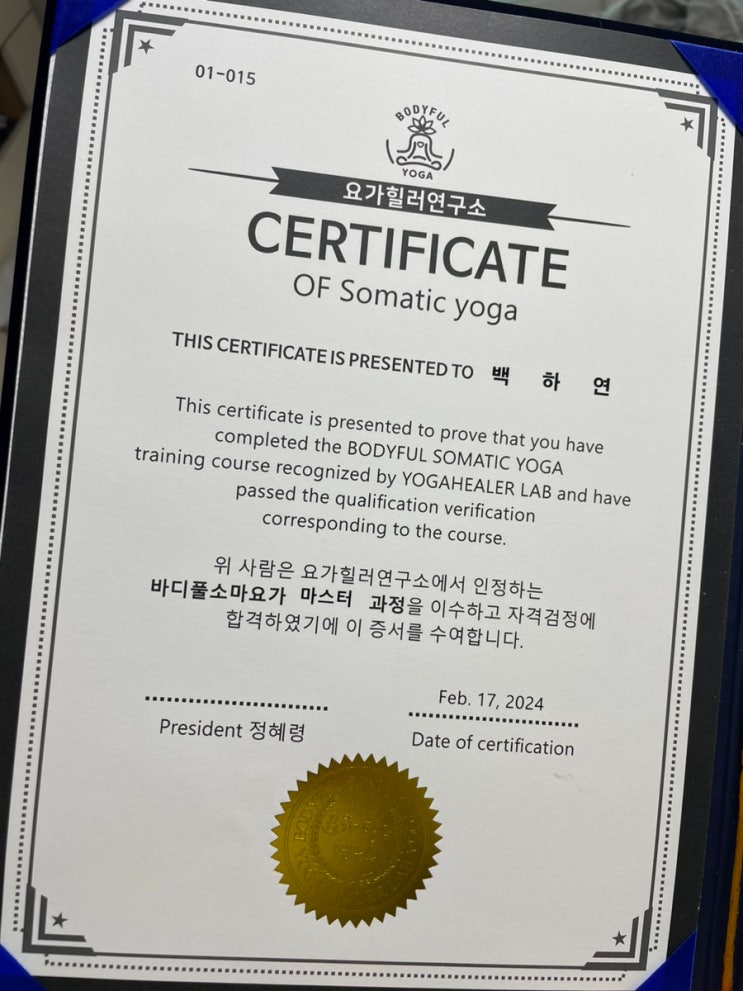 01-015
BODYFUL
YOGA
요가힐러연구소
CERTIFICATE
OF Somatic yoga
THIS CERTIFICATE IS PRESENTED TO 백 하 연
This certificate is presented to prove that you have
completed the BODYFUL SOMATIC YOGA
training course recognized by YOGAHEALER LAB and have
passed the qualification verification
corresponding to the course.
위 사람은 요가힐러연구소에서 인정하는
바디풀소마요가 마스터 과정을 이수하고 자격검정에
합격하였기에 이 증서를 수여합니다.
Feb. 17, 2024
President 정혜령
Date of certification